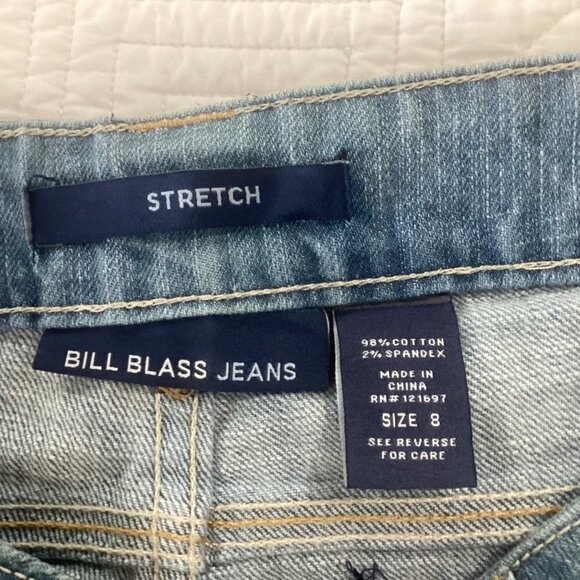 STRETCH
BILL BLASS JEANS
98% COTTON
2% SPANDEX
MADE IN
CHINA
RN# 121697
SIZE 8
SEE REVERSE
FOR CARE